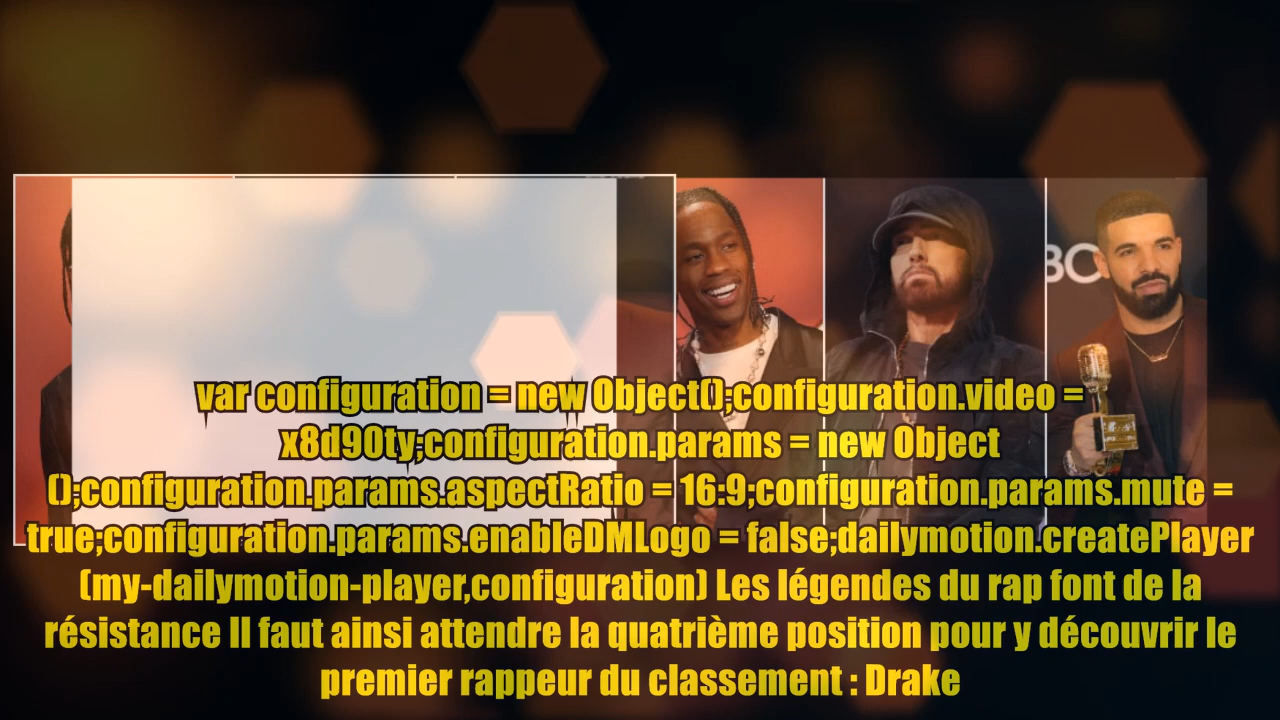 BC
var configuration = new Object();configuration.video =
x8d90ty;configuration.params = new Object
();configuration.params.aspectRatio = 16:9;configuration.params.mute =
true;configuration.params.enableDMLogo = false;dailymotion.createPlayer
(my-dailymotion-player,configuration) Les légendes du rap font de la
résistance Il faut ainsi attendre la quatrième position pour y découvrir le
premier rappeur du classement : Drake